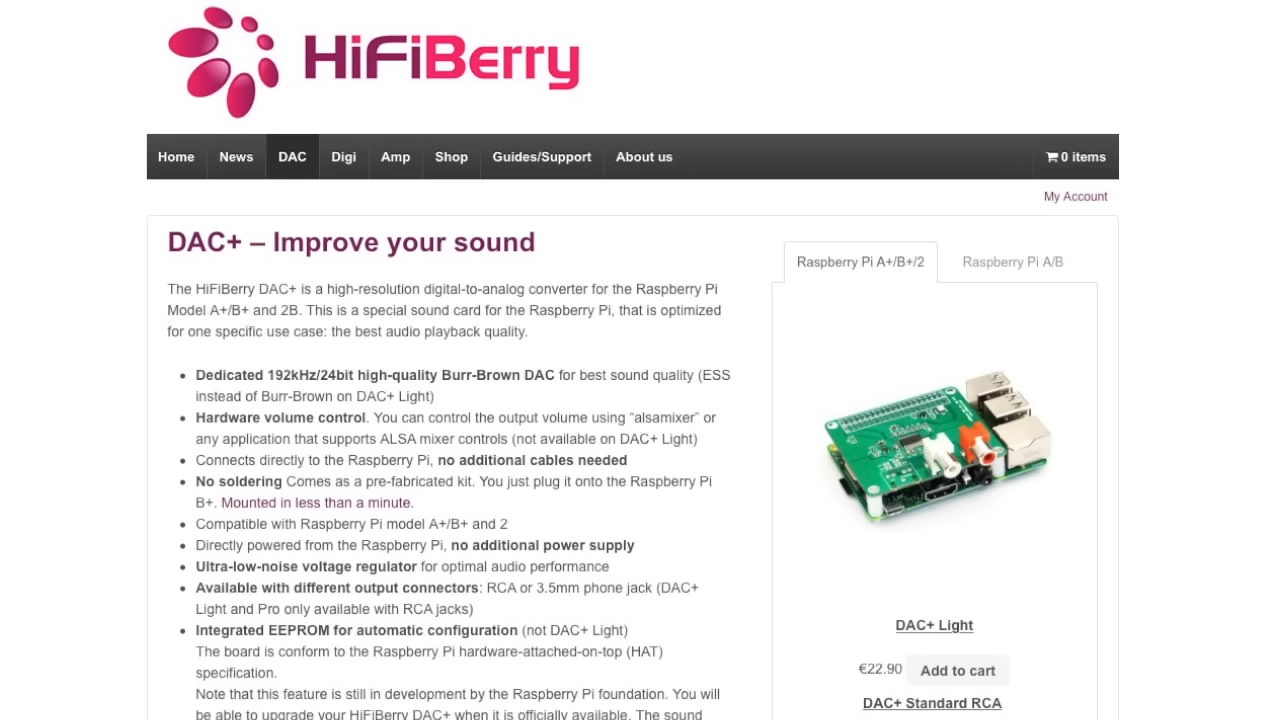 HiFiBerry
Home News DAC Digi Amp Shop Guides/Support About us 0 items
My Account
DAC+ – Improve your sound
The HiFiBerry DAC+ is a high-resolution digital-to-analog converter for the Raspberry Pi
Model A+/B+ and 2B. This is a special sound card for the Raspberry Pi, that is optimized
for one specific use case: the best audio playback quality.
• Dedicated 192kHz/24bit high-quality Burr-Brown DAC for best sound quality (ESS
instead of Burr-Brown on DAC+ Light)
• Hardware volume control. You can control the output volume using “alsamixer” or
any application that supports ALSA mixer controls (not available on DAC+ Light)
• Connects directly to the Raspberry Pi, no additional cables needed
• No soldering Comes as a pre-fabricated kit. You just plug it onto the Raspberry Pi
B+. Mounted in less than a minute.
• Compatible with Raspberry Pi model A+/B+ and 2
• Directly powered from the Raspberry Pi, no additional power supply
• Ultra-low-noise voltage regulator for optimal audio performance
• Available with different output connectors: RCA or 3.5mm phone jack (DAC+
Light and Pro only available with RCA jacks)
• Integrated EEPROM for automatic configuration (not DAC+ Light)
The board is conform to the Raspberry Pi hardware-attached-on-top (HAT)
specification.
Note that this feature is still in development by the Raspberry Pi foundation. You will
be able to upgrade your HiFiBerry DAC+ when it is officially available. The sound
Raspberry Pi A+/B+/2 Raspberry Pi A/B
DAC+ Light
€22.90 Add to cart
DAC+ Standard RCA